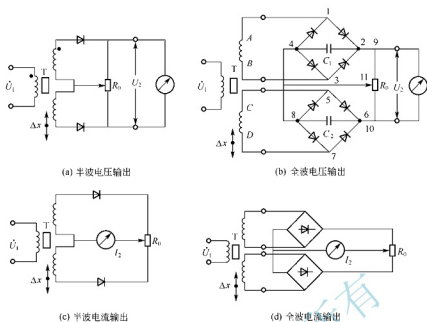 T
U̇₁
Δx
R₀
U₂
(a) 半波电压输出
T
U̇₁
A
B
C
D
Δx
1
4
2
9
C₁
3
11
R₀
U₂
5
8
6
10
C₂
7
(b) 全波电压输出
T
U̇₁
Δx
I₂
R₀
(c) 半波电流输出
T
U̇₁
Δx
I₂
R₀
(d) 全波电流输出
所有